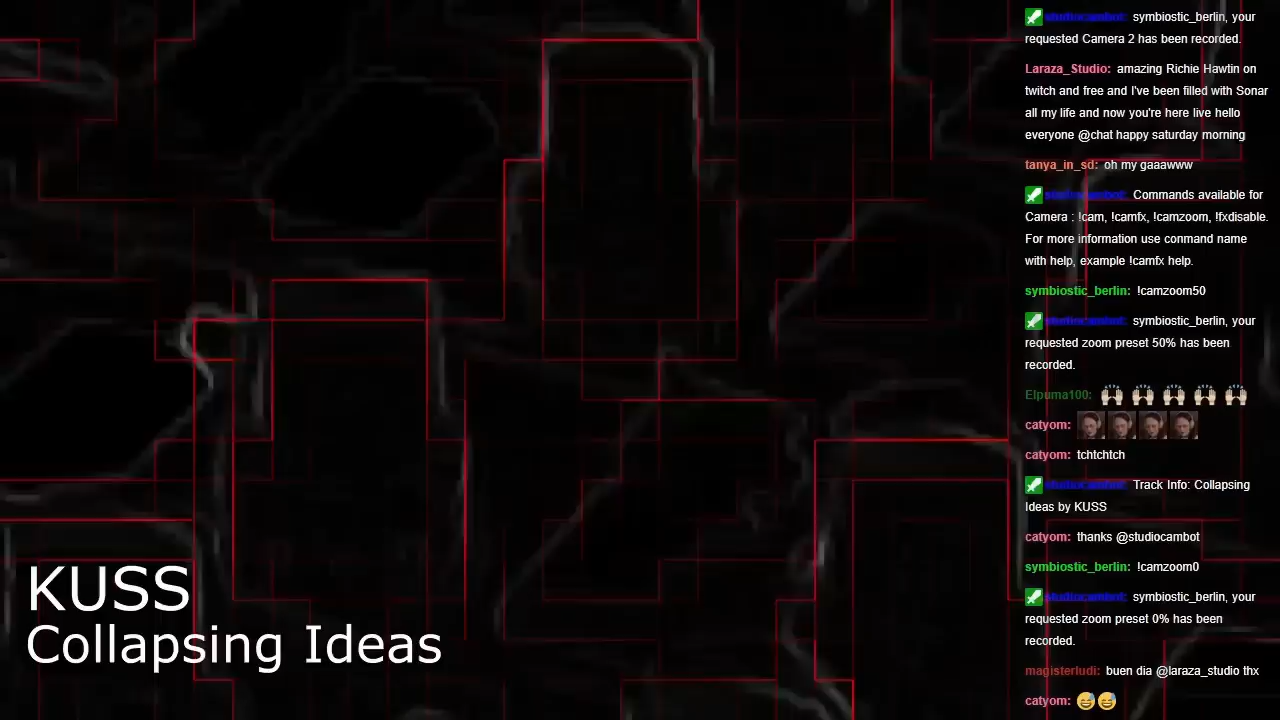 KUSS
Collapsing Ideas
studiocambot: symbiostic_berlin, your
requested Camera 2 has been recorded.
Laraza_Studio: amazing Richie Hawtin on
twitch and free and I've been filled with Sonar
all my life and now you're here live hello
everyone @chat happy saturday morning
tanya_in_sd: oh my gaaawww
studiocambot: Commands available for
Camera : !cam, !camfx, !camzoom, !fxdisable.
For more information use conmand name
with help, example !camfx help.
symbiostic_berlin: !camzoom50
studiocambot: symbiostic_berlin, your
requested zoom preset 50% has been
recorded.
Elpuma100: 🙌🏻 🙌🏻 🙌🏻 🙌🏻 🙌🏻
catyom:
catyom: tchtchtch
studiocambot: Track Info: Collapsing
Ideas by KUSS
catyom: thanks @studiocambot
symbiostic_berlin: !camzoom0
studiocambot: symbiostic_berlin, your
requested zoom preset 0% has been
recorded.
magisterludi: buen dia @laraza_studio thx
catyom: 😅😅